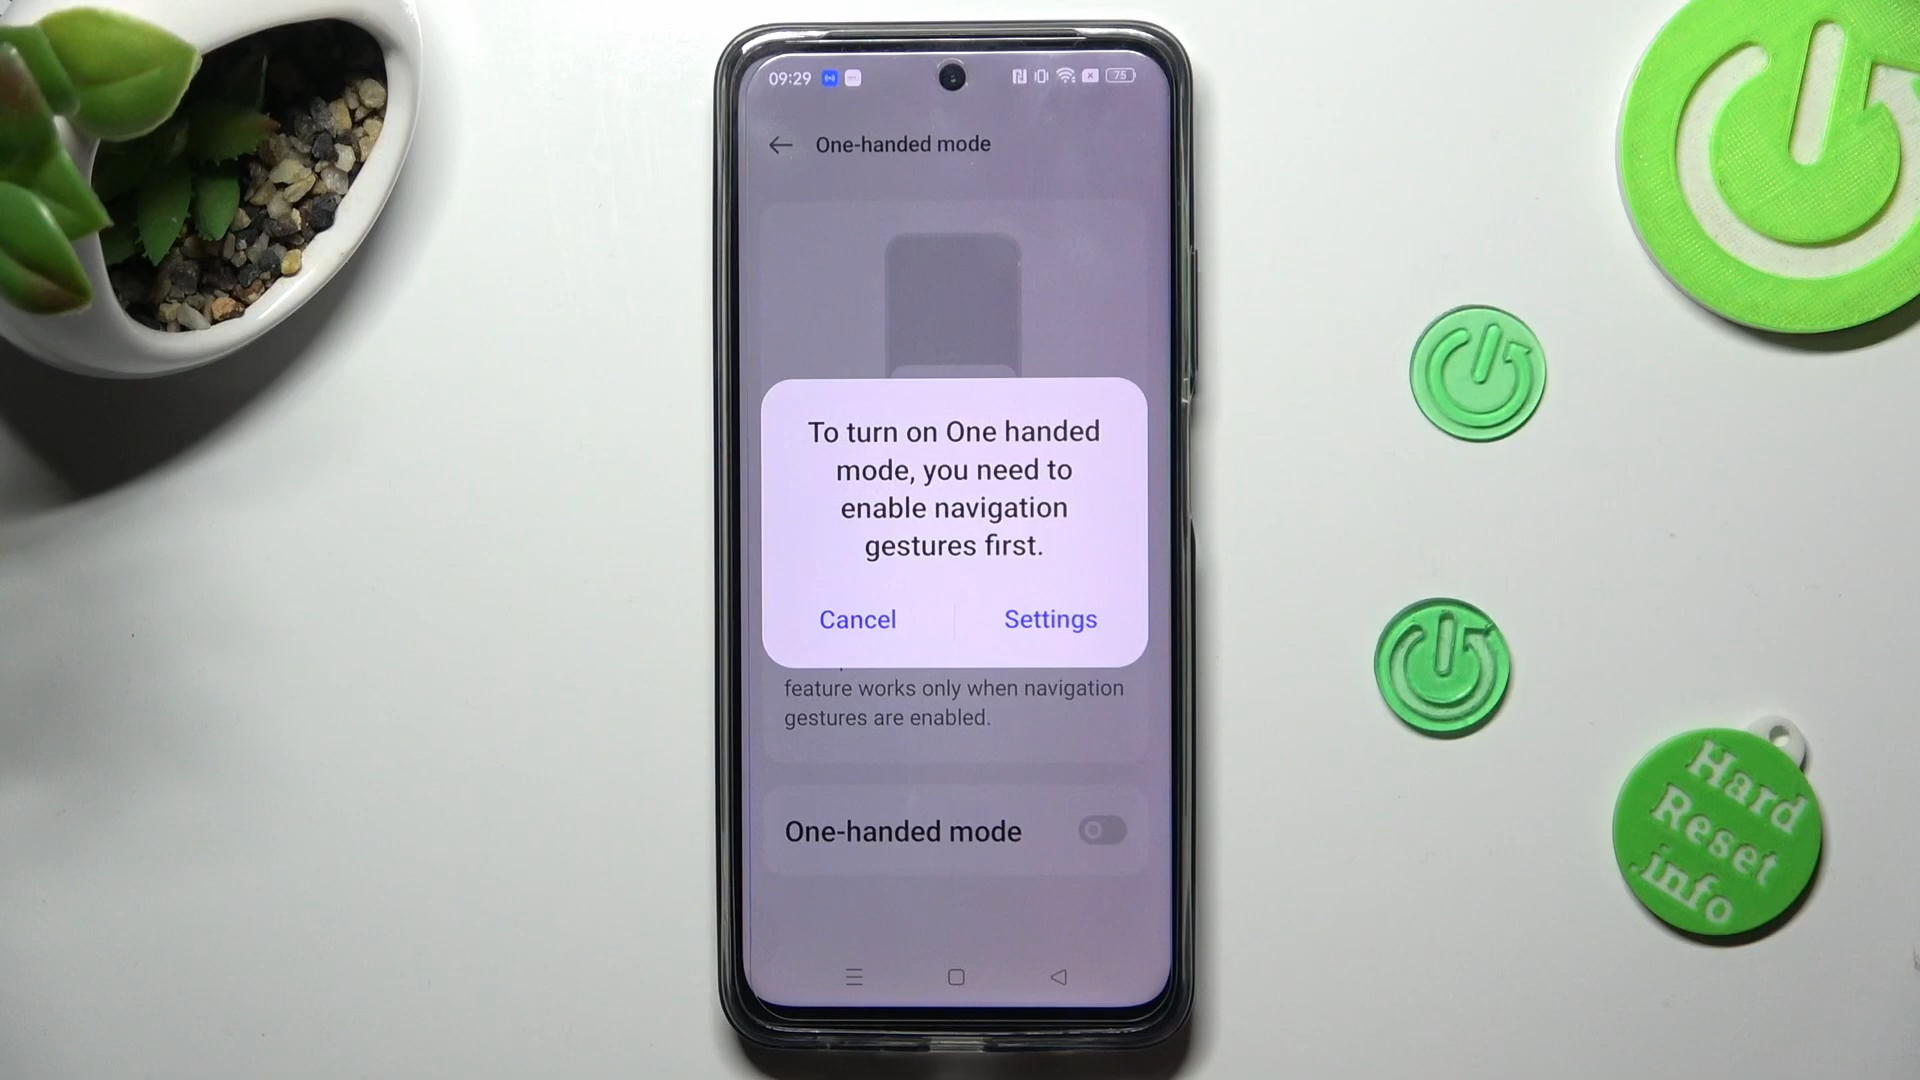 09:29
75
One-handed mode
To turn on One handed
mode, you need to
enable navigation
gestures first.
Cancel
Settings
feature works only when navigation
gestures are enabled.
One-handed mode
Hard
Reset
.info